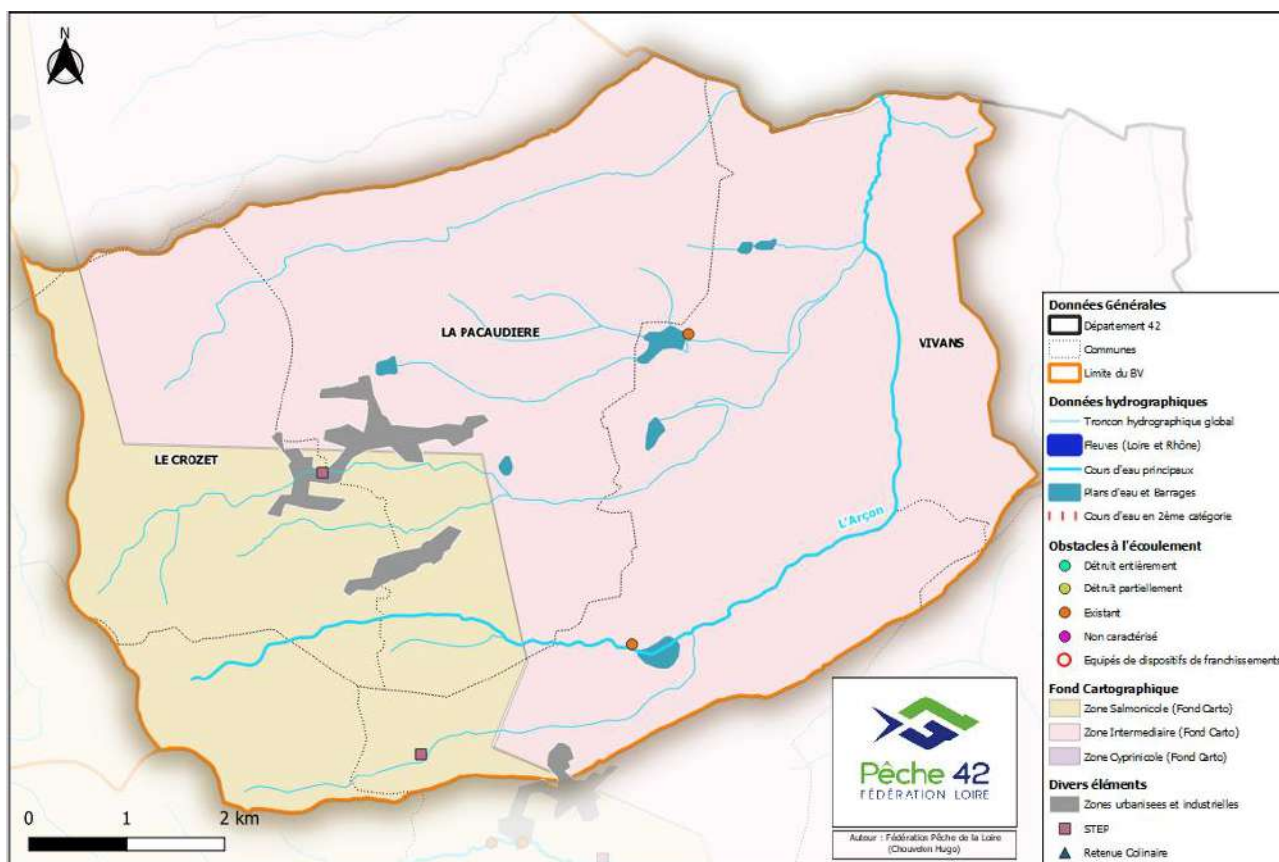 N
LA PACAUDIERE
VIVANS
LE CROZET
L'Arçon
0 1 2 km
Pêche 42
FÉDÉRATION LOIRE
Auteur : Fédération Pêche de la Loire
(Chouvelon Hugo)
Données Générales
Département 42
Communes
Limite du BV
Données hydrographiques
Troncon hydrographique global
Fleuves (Loire et Rhône)
Cours d'eau principaux
Plans d'eau et Barrages
Cours d'eau en 2ème catégorie
Obstacles à l'écoulement
Détruit entièrement
Détruit partiellement
Existant
Non caractérisé
Equipés de dispositifs de franchissements
Fond Cartographique
Zone Salmonicole (Fond Carto)
Zone Intermediaire (Fond Carto)
Zone Cyprinicole (Fond Carto)
Divers éléments
Zones urbanisees et industrielles
STEP
Retenue Colinaire